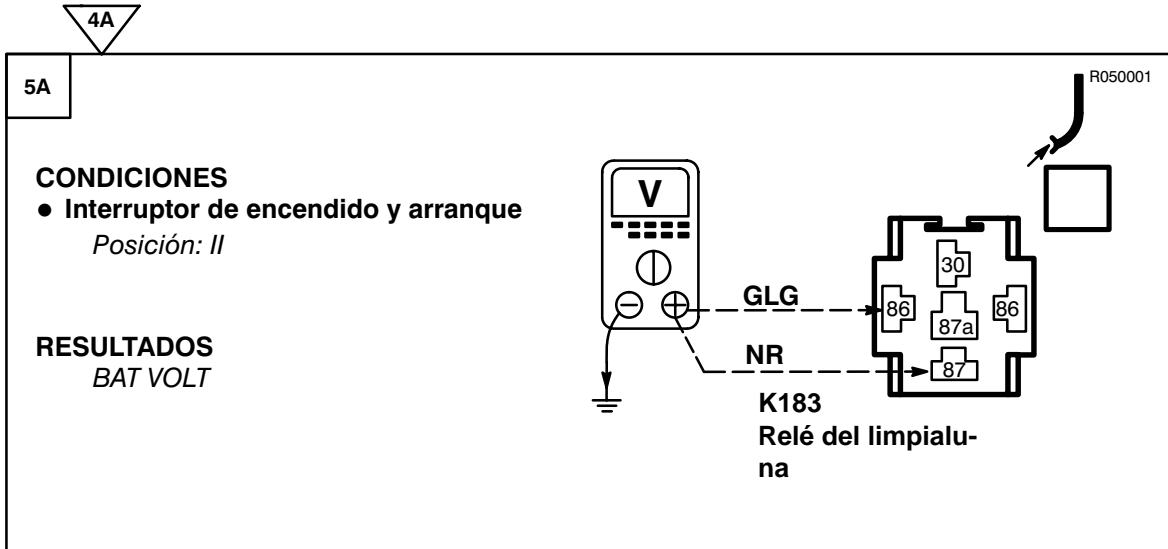 4A
5A
R050001
CONDICIONES
● Interruptor de encendido y arranque
Posición: II
RESULTADOS
BAT VOLT
V
GLG
NR
30
86
87a
86
87
K183
Relé del limpialu-
na